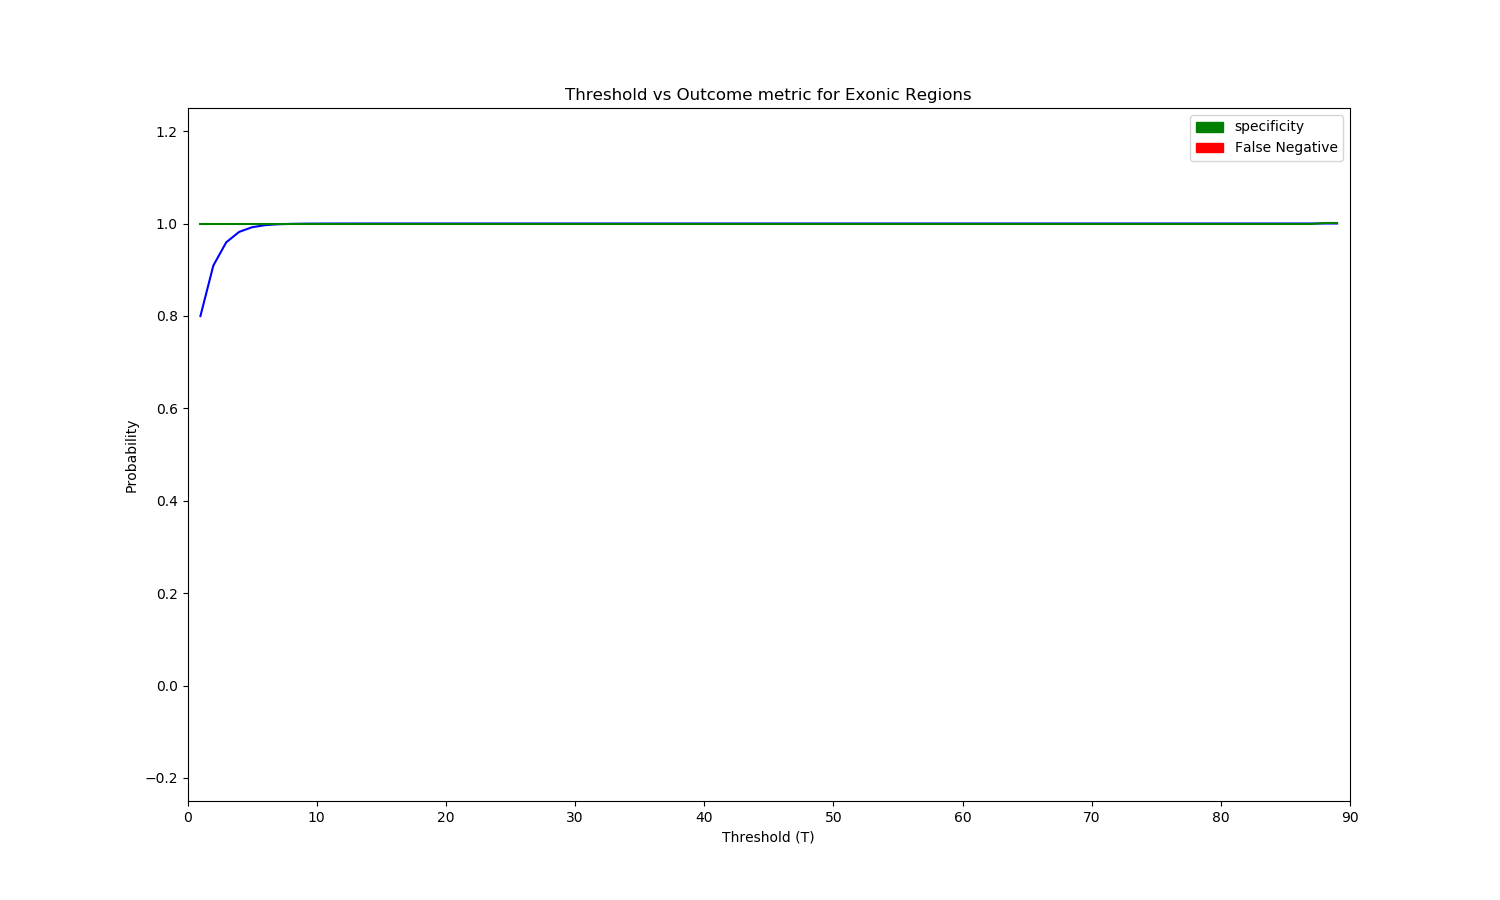 Threshold vs Outcome metric for Exonic Regions
specificity
False Negative
1.2
1.0
0.8
0.6
0.4
0.2
0.0
−0.2
Probability
0 10 20 30 40 50 60 70 80 90
Threshold (T)